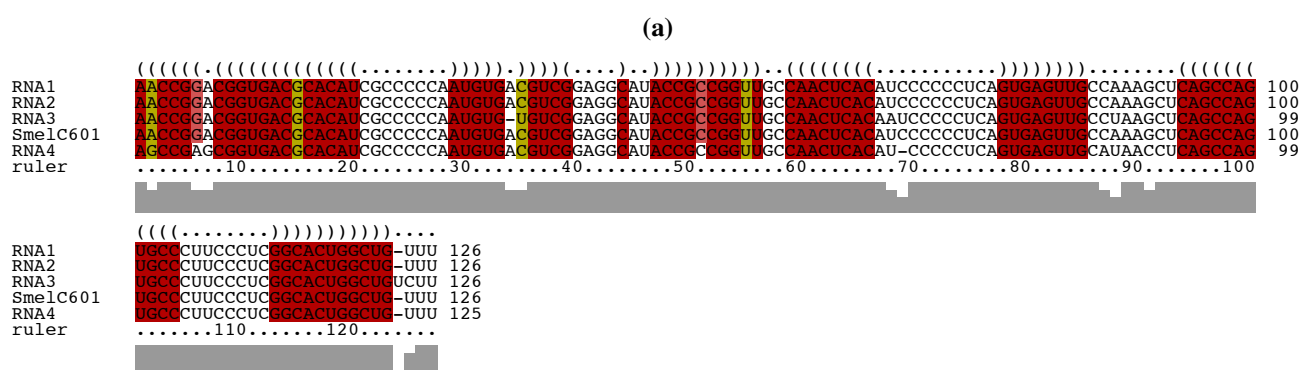 (a)
((((((.(((((((((((((........))))).))))(....)..))))))))))..((((((((...........))))))))........(((((((
RNA1 AACCGGACGGUGACGCACAUCGCCCCCAAUGUGACGUCGGAGGCAUACCGCCGGUUGCCAACUCACAUCCCCCCUCAGUGAGUUGCCAAAGCUCAGCCAG 100
RNA2 AACCGGACGGUGACGCACAUCGCCCCCAAUGUGACGUCGGAGGCAUACCGCCGGUUGCCAACUCACAUCCCCCCUCAGUGAGUUGCCAAAGCUCAGCCAG 100
RNA3 AACCGGACGGUGACGCACAUCGCCCCCAAUGUG-UGUCGGAGGCAUACCGCCGGUUGCCAACUCACAAUCCCCCUCAGUGAGUUGCCUAAGCUCAGCCAG 99
SmelC601 AACCGGACGGUGACGCACAUCGCCCCCAAUGUGACGUCGGAGGCAUACCGCCGGUUGCCAACUCACAUCCCCCCUCAGUGAGUUGCCAAAGCUCAGCCAG 100
RNA4 AGCCGAGCGGUGACGCACAUCGCCCCCAAUGUGACGUCGGAGGCAUACCGCCGGUUGCCAACUCACAU-CCCCCUCAGUGAGUUGCAUAACCUCAGCCAG 99
ruler ........10........20........30........40........50........60........70........80........90.......100
((((........)))))))))))....
RNA1 UGCCCUUCCCUCGGCACUGGCUG-UUU 126
RNA2 UGCCCUUCCCUCGGCACUGGCUG-UUU 126
RNA3 UGCCCUUCCCUCGGCACUGGCUGUCUU 126
SmelC601 UGCCCUUCCCUCGGCACUGGCUG-UUU 126
RNA4 UGCCCUUCCCUCGGCACUGGCUG-UUU 125
ruler .......110.......120.......